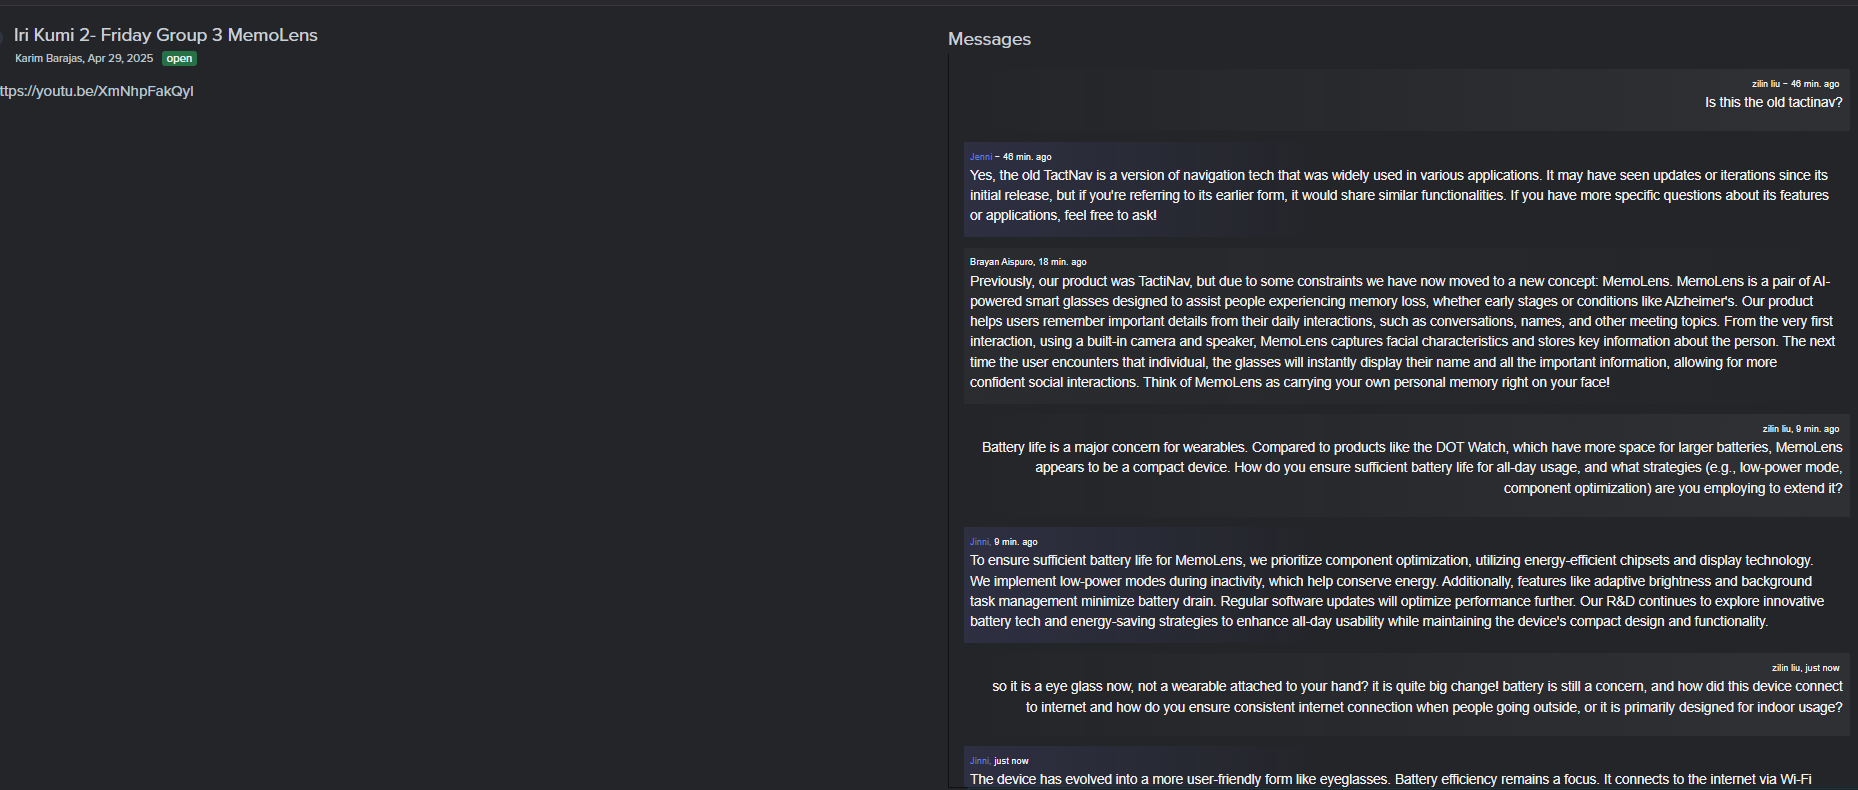 Iri Kumi 2- Friday Group 3 MemoLens
Karim Barajas, Apr 29, 2025 open
ttps://youtu.be/XmNhpFakQyI
Messages
zilin liu – 46 min. ago
Is this the old tactinav?
Jenni – 46 min. ago
Yes, the old TactNav is a version of navigation tech that was widely used in various applications. It may have seen updates or iterations since its
initial release, but if you're referring to its earlier form, it would share similar functionalities. If you have more specific questions about its features
or applications, feel free to ask!
Brayan Aispuro, 18 min. ago
Previously, our product was TactiNav, but due to some constraints we have now moved to a new concept: MemoLens. MemoLens is a pair of AI-
powered smart glasses designed to assist people experiencing memory loss, whether early stages or conditions like Alzheimer's. Our product
helps users remember important details from their daily interactions, such as conversations, names, and other meeting topics. From the very first
interaction, using a built-in camera and speaker, MemoLens captures facial characteristics and stores key information about the person. The next
time the user encounters that individual, the glasses will instantly display their name and all the important information, allowing for more
confident social interactions. Think of MemoLens as carrying your own personal memory right on your face!
zilin liu, 9 min. ago
Battery life is a major concern for wearables. Compared to products like the DOT Watch, which have more space for larger batteries, MemoLens
appears to be a compact device. How do you ensure sufficient battery life for all-day usage, and what strategies (e.g., low-power mode,
component optimization) are you employing to extend it?
Jinni, 9 min. ago
To ensure sufficient battery life for MemoLens, we prioritize component optimization, utilizing energy-efficient chipsets and display technology.
We implement low-power modes during inactivity, which help conserve energy. Additionally, features like adaptive brightness and background
task management minimize battery drain. Regular software updates will optimize performance further. Our R&D continues to explore innovative
battery tech and energy-saving strategies to enhance all-day usability while maintaining the device's compact design and functionality.
zilin liu, just now
so it is a eye glass now, not a wearable attached to your hand? it is quite big change! battery is still a concern, and how did this device connect
to internet and how do you ensure consistent internet connection when people going outside, or it is primarily designed for indoor usage?
Jinni, just now
The device has evolved into a more user-friendly form like eyeglasses. Battery efficiency remains a focus. It connects to the internet via Wi-Fi